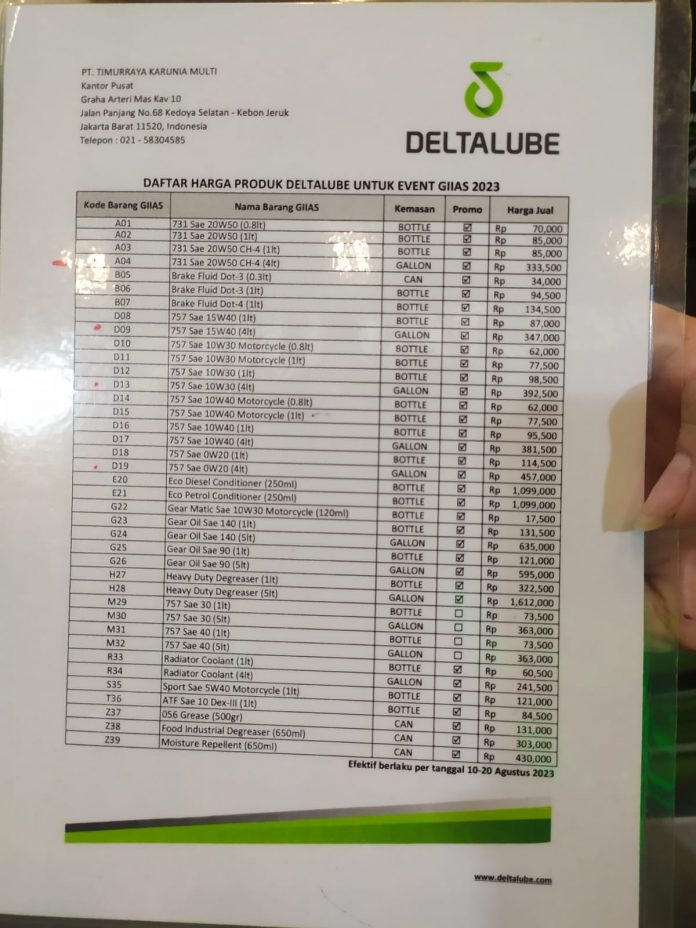 PT. TIMURRAYA KARUNIA MULTI
Kantor Pusat
Graha Arteri Mas Kav 10
Jalan Panjang No.68 Kedoya Selatan - Kebon Jeruk
Jakarta Barat 11520, Indonesia
Telepon : 021 - 58304585
DELTALUBE
DAFTAR HARGA PRODUK DELTALUBE UNTUK EVENT GIIAS 2023
Kode Barang GIIAS Nama Barang GIIAS Kemasan Promo Harga Jual
A01 731 Sae 20W50 (0.8lt) BOTTLE ☑ Rp 70,000
A02 731 Sae 20W50 (1lt) BOTTLE ☑ Rp 85,000
A03 731 Sae 20W50 CH-4 (1lt) BOTTLE ☑ Rp 85,000
A04 731 Sae 20W50 CH-4 (4lt) GALLON ☑ Rp 333,500
B05 Brake Fluid Dot-3 (0.3lt) CAN ☑ Rp 34,000
B06 Brake Fluid Dot-3 (1lt) BOTTLE ☑ Rp 94,500
B07 Brake Fluid Dot-4 (1lt) BOTTLE ☑ Rp 134,500
D08 757 Sae 15W40 (1lt) BOTTLE ☑ Rp 87,000
D09 757 Sae 15W40 (4lt) GALLON ☑ Rp 347,000
D10 757 Sae 10W30 Motorcycle (0.8lt) BOTTLE ☑ Rp 62,000
D11 757 Sae 10W30 Motorcycle (1lt) BOTTLE ☑ Rp 77,500
D12 757 Sae 10W30 (1lt) BOTTLE ☑ Rp 98,500
D13 757 Sae 10W30 (4lt) GALLON ☑ Rp 392,500
D14 757 Sae 10W40 Motorcycle (0.8lt) BOTTLE ☑ Rp 62,000
D15 757 Sae 10W40 Motorcycle (1lt) BOTTLE ☑ Rp 77,500
D16 757 Sae 10W40 (1lt) BOTTLE ☑ Rp 95,500
D17 757 Sae 10W40 (4lt) GALLON ☑ Rp 381,500
D18 757 Sae 0W20 (1lt) BOTTLE ☑ Rp 114,500
D19 757 Sae 0W20 (4lt) GALLON ☑ Rp 457,000
E20 Eco Diesel Conditioner (250ml) BOTTLE ☑ Rp 1,099,000
E21 Eco Petrol Conditioner (250ml) BOTTLE ☑ Rp 1,099,000
G22 Gear Matic Sae 10W30 Motorcycle (120ml) BOTTLE ☑ Rp 17,500
G23 Gear Oil Sae 140 (1lt) BOTTLE ☑ Rp 131,500
G24 Gear Oil Sae 140 (5lt) GALLON ☑ Rp 635,000
G25 Gear Oil Sae 90 (1lt) BOTTLE ☑ Rp 121,000
G26 Gear Oil Sae 90 (5lt) GALLON ☑ Rp 595,000
H27 Heavy Duty Degreaser (1lt) BOTTLE ☑ Rp 322,500
H28 Heavy Duty Degreaser (5lt) GALLON ☑ Rp 1,612,000
M29 757 Sae 30 (1lt) BOTTLE ☐ Rp 73,500
M30 757 Sae 30 (5lt) GALLON ☐ Rp 363,000
M31 757 Sae 40 (1lt) BOTTLE ☐ Rp 73,500
M32 757 Sae 40 (5lt) GALLON ☐ Rp 363,000
R33 Radiator Coolant (1lt) BOTTLE ☑ Rp 60,500
R34 Radiator Coolant (4lt) GALLON ☑ Rp 241,500
S35 Sport Sae 5W40 Motorcycle (1lt) BOTTLE ☑ Rp 121,000
T36 ATF Sae 10 Dex-III (1lt) BOTTLE ☑ Rp 84,500
Z37 056 Grease (500gr) CAN ☑ Rp 131,000
Z38 Food Industrial Degreaser (650ml) CAN ☑ Rp 303,000
Z39 Moisture Repellent (650ml) CAN ☑ Rp 430,000
Efektif berlaku per tanggal 10-20 Agustus 2023
www.deltalube.com